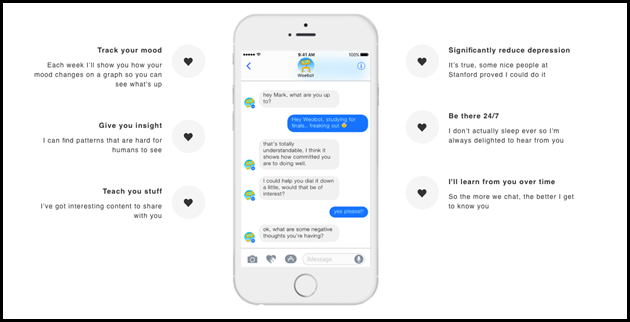 Track your mood
Each week I'll show you how your
mood changes on a graph so you can
see what's up
Give you insight
I can find patterns that are hard for
humans to see
Teach you stuff
I've got interesting content to share
with you
9:41 AM
100%
Woebot
hey Mark, what are you up
to?
Hey Woebot, studying for
finals.. freaking out
that's totally
understandable, I think it
shows how committed you
are to doing well.
I could help you dial it down
a little, would that be of
interest?
yes please!!
ok, what are some negative
thoughts you're having?
iMessage
Significantly reduce depression
It's true, some nice people at
Stanford proved I could do it
Be there 24/7
I don't actually sleep ever so I'm
always delighted to hear from you
I'll learn from you over time
So the more we chat, the better I get
to know you